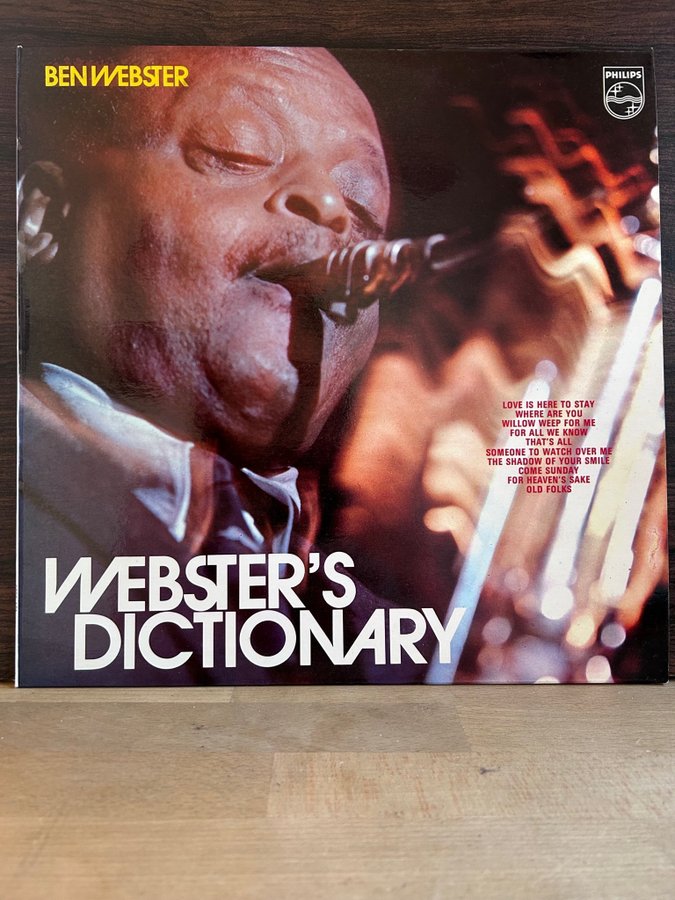 BEN WEBSTER
PHILIPS
LOVE IS HERE TO STAY
WHERE ARE YOU
WILLOW WEEP FOR ME
FOR ALL WE KNOW
THAT'S ALL
SOMEONE TO WATCH OVER ME
THE SHADOW OF YOUR SMILE
COME SUNDAY
FOR HEAVEN'S SAKE
OLD FOLKS
WEBSTER'S
DICTIONARY